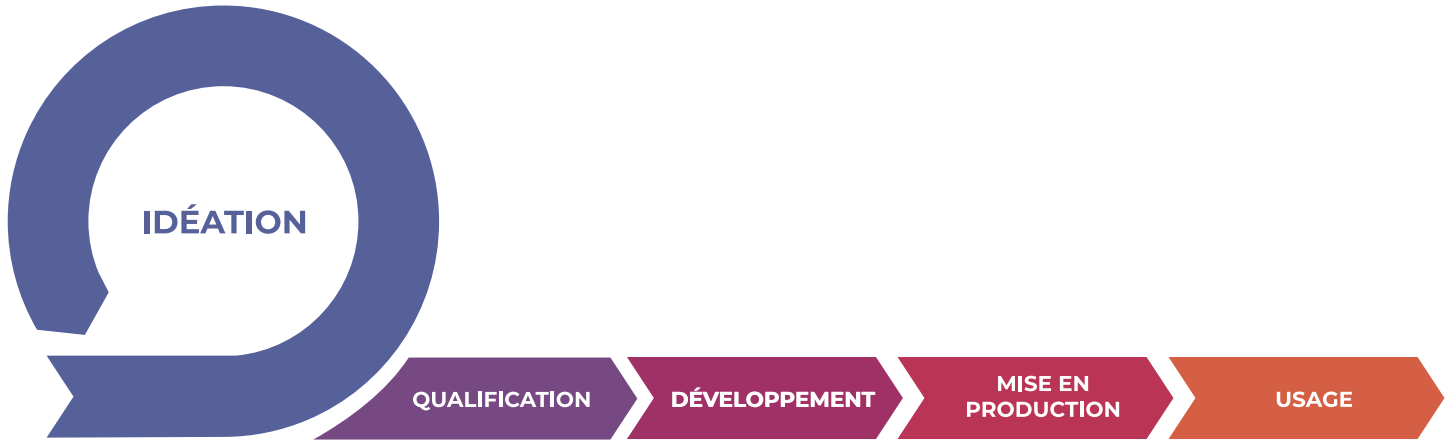 IDÉATION
QUALIFICATION
DÉVELOPPEMENT
MISE EN
PRODUCTION
USAGE